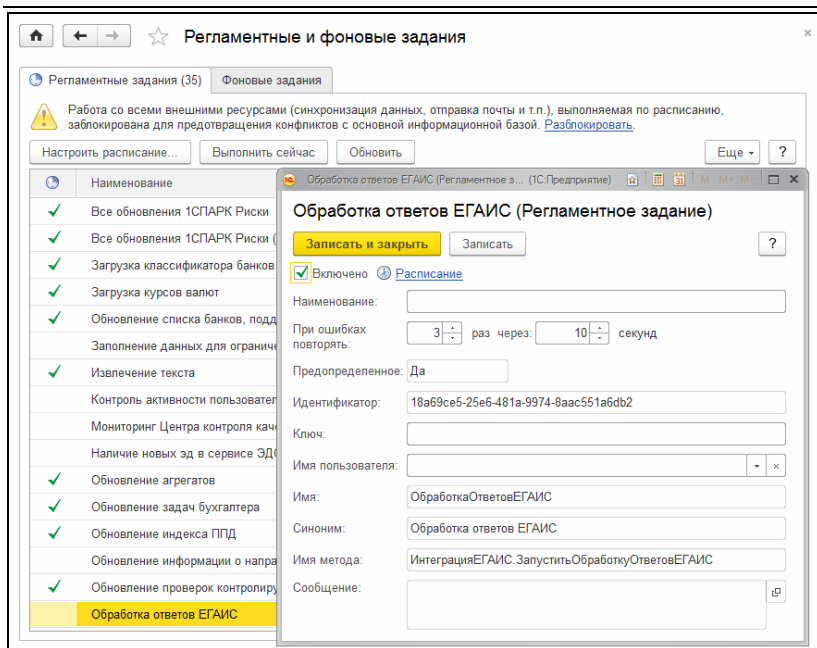 Регламентные и фоновые задания
Регламентные задания (35) Фоновые задания
Работа со всеми внешними ресурсами (синхронизация данных, отправка почты и т.п.), выполняемая по расписанию,
заблокирована для предотвращения конфликтов с основной информационной базой. Разблокировать.
Настроить расписание... Выполнить сейчас Обновить Еще ?
Наименование
Все обновления 1СПАРК Риски
Все обновления 1СПАРК Риски (
Загрузка классификатора банков
Загрузка курсов валют
Обновление списка банков, подд
Заполнение данных для ограниче
Извлечение текста
Контроль активности пользовател
Мониторинг Центра контроля каче
Наличие новых эд в сервисе ЭДО
Обновление агрегатов
Обновление задач бухгалтера
Обновление индекса ППД
Обновление информации о напра
Обновление проверок контролиру
Обработка ответов ЕГАИС
Обработка ответов ЕГАИС (Регламентное з... (1С:Предприятие) M M+ M-
Обработка ответов ЕГАИС (Регламентное задание)
Записать и закрыть Записать ?
Включено Расписание
Наименование:
При ошибках
повторять: 3 раз через: 10 секунд
Предопределенное: Да
Идентификатор: 18a69ce5-25e6-481a-9974-8aac551a6db2
Ключ:
Имя пользователя:
Имя: ОбработкаОтветовЕГАИС
Синоним: Обработка ответов ЕГАИС
Имя метода: ИнтеграцияЕГАИС.ЗапуститьОбработкуОтветовЕГАИС
Сообщение: